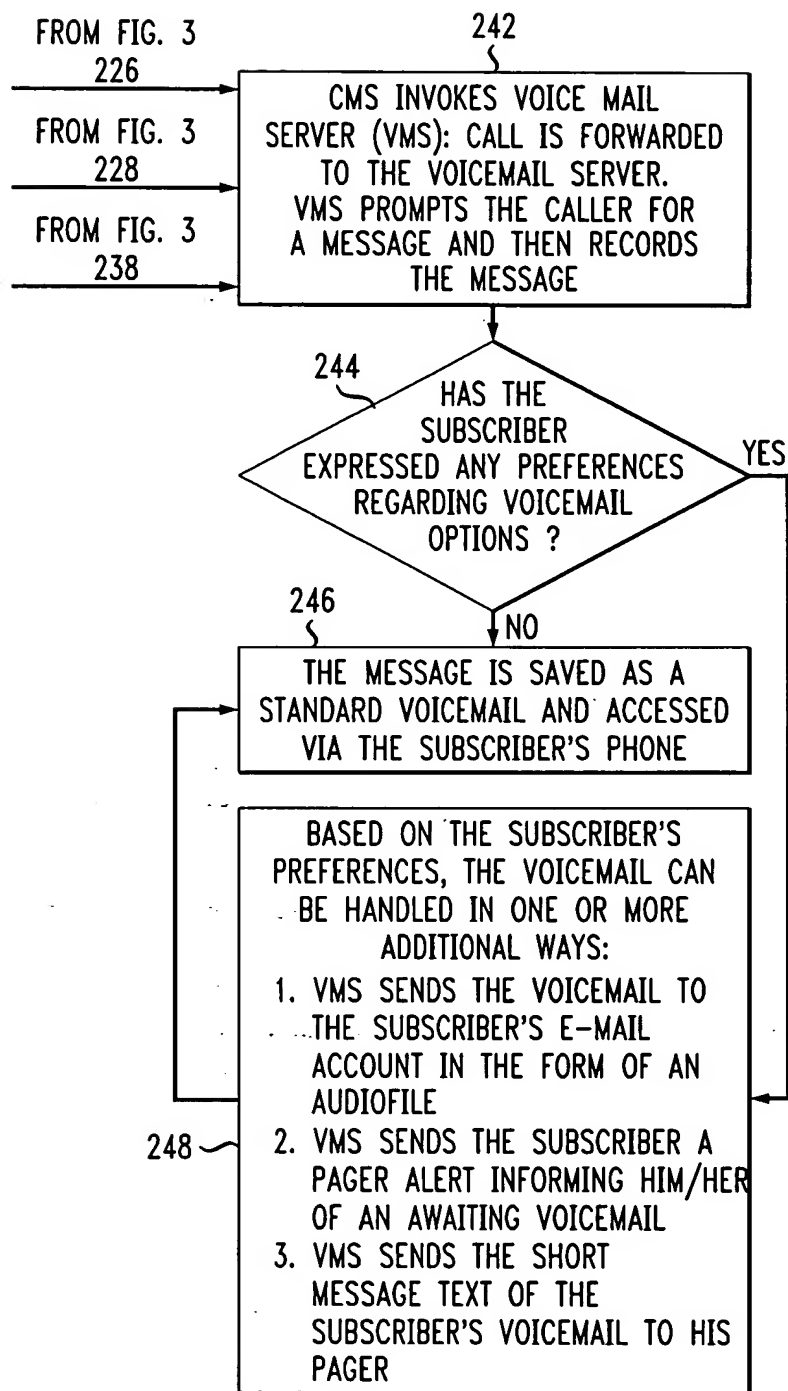 FROM FIG. 3
226
FROM FIG. 3
228
FROM FIG. 3
238
242
CMS INVOKES VOICE MAIL
SERVER (VMS): CALL IS FORWARDED
TO THE VOICEMAIL SERVER.
VMS PROMPTS THE CALLER FOR
A MESSAGE AND THEN RECORDS
THE MESSAGE
244
HAS THE
SUBSCRIBER
EXPRESSED ANY PREFERENCES
REGARDING VOICEMAIL
OPTIONS ?
YES
NO
246
THE MESSAGE IS SAVED AS A
STANDARD VOICEMAIL AND ACCESSED
VIA THE SUBSCRIBER'S PHONE
BASED ON THE SUBSCRIBER'S
PREFERENCES, THE VOICEMAIL CAN
BE HANDLED IN ONE OR MORE
ADDITIONAL WAYS:
1. VMS SENDS THE VOICEMAIL TO
THE SUBSCRIBER'S E-MAIL
ACCOUNT IN THE FORM OF AN
AUDIOFILE
248
2. VMS SENDS THE SUBSCRIBER A
PAGER ALERT INFORMING HIM/HER
OF AN AWAITING VOICEMAIL
3. VMS SENDS THE SHORT
MESSAGE TEXT OF THE
SUBSCRIBER'S VOICEMAIL TO HIS
PAGER